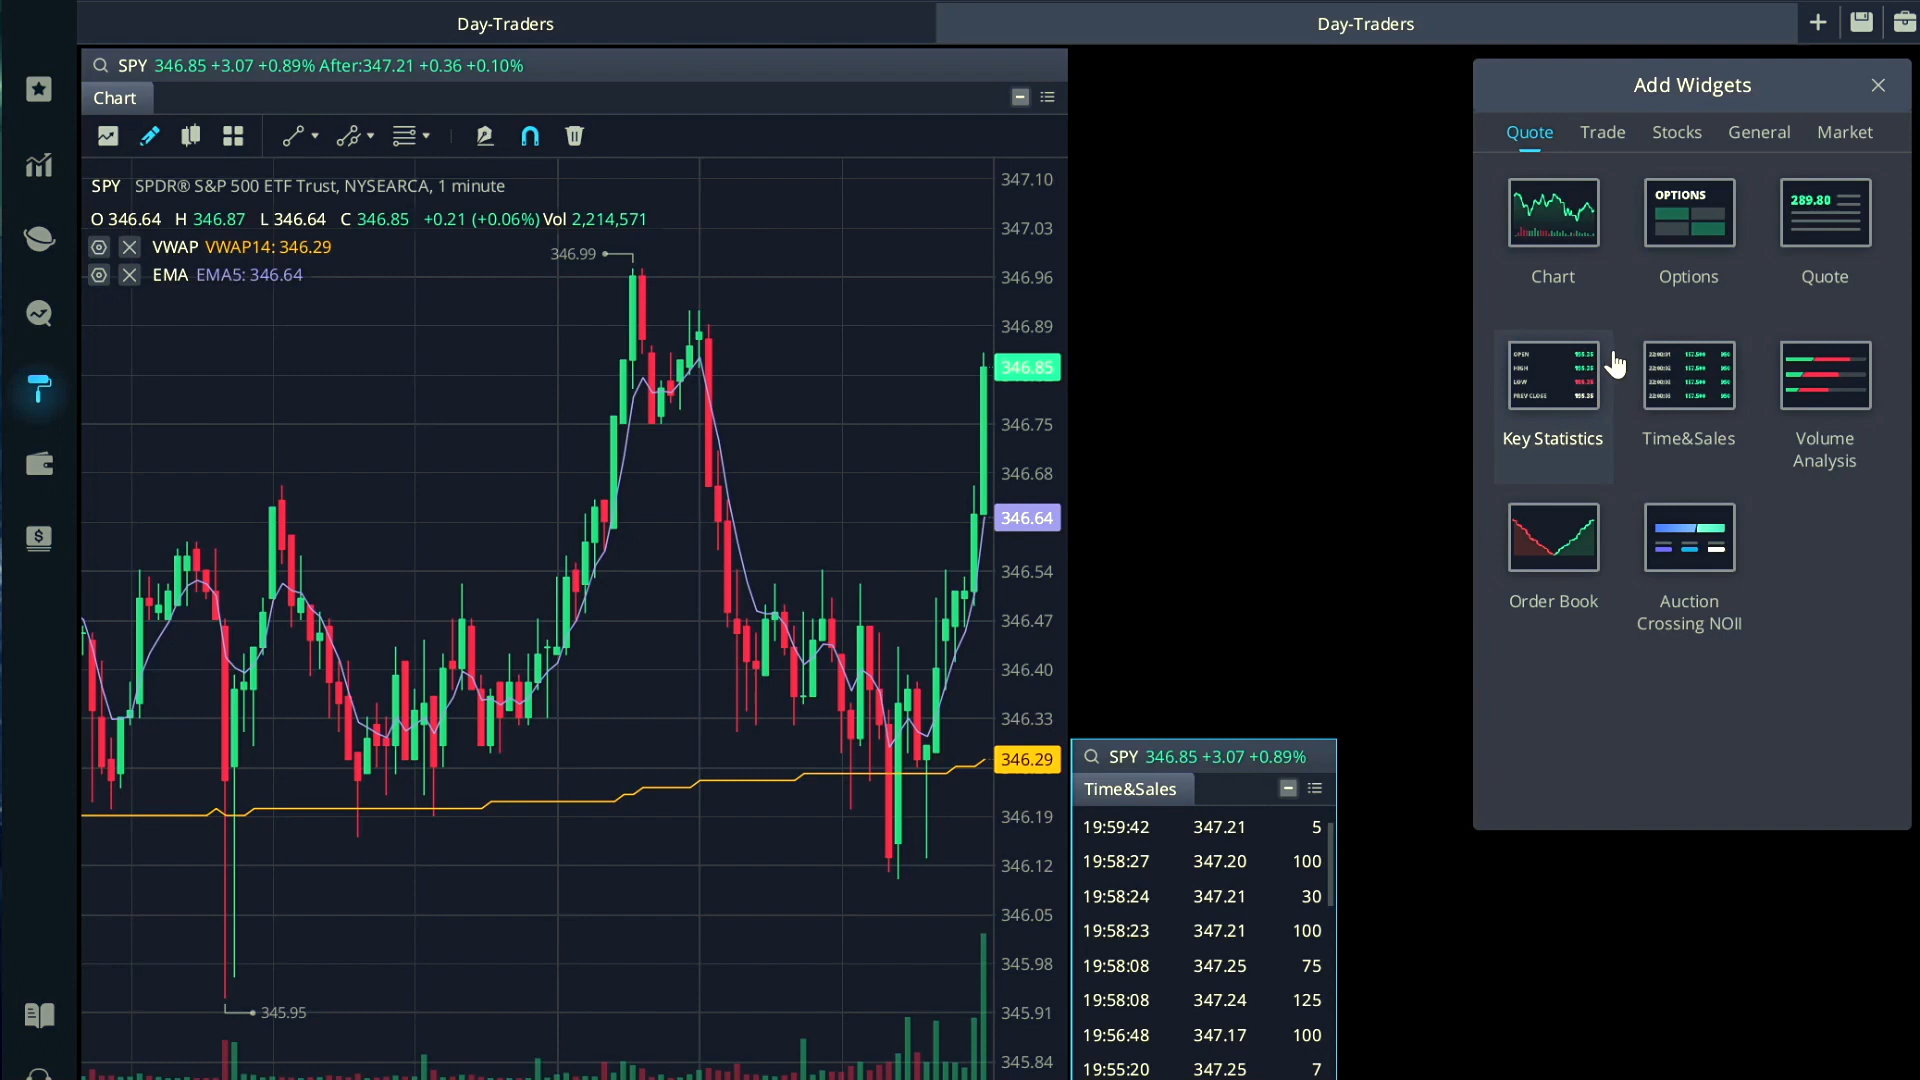 Day-Traders
Day-Traders
SPY 346.85 +3.07 +0.89% After:347.21 +0.36 +0.10%
Chart
SPY SPDR® S&P 500 ETF Trust, NYSEARCA, 1 minute
O 346.64 H 346.87 L 346.64 C 346.85 +0.21 (+0.06%) Vol 2,214,571
VWAP VWAP14: 346.29
EMA EMA5: 346.64
346.99
345.95
347.10
347.03
346.96
346.89
346.85
346.75
346.68
346.64
346.54
346.47
346.40
346.33
346.29
346.19
346.12
346.05
345.98
345.91
345.84
SPY 346.85 +3.07 +0.89%
Time&Sales
19:59:42 347.21 5
19:58:27 347.20 100
19:58:24 347.21 30
19:58:23 347.21 100
19:58:08 347.25 75
19:58:08 347.24 125
19:56:48 347.17 100
19:55:20 347.25 7
Add Widgets
Quote Trade Stocks General Market
OPTIONS
289.80
Chart Options Quote
OPEN
HIGH
LOW
PREV CLOSE
Key Statistics
Time&Sales
Volume
Analysis
Order Book
Auction
Crossing NOII